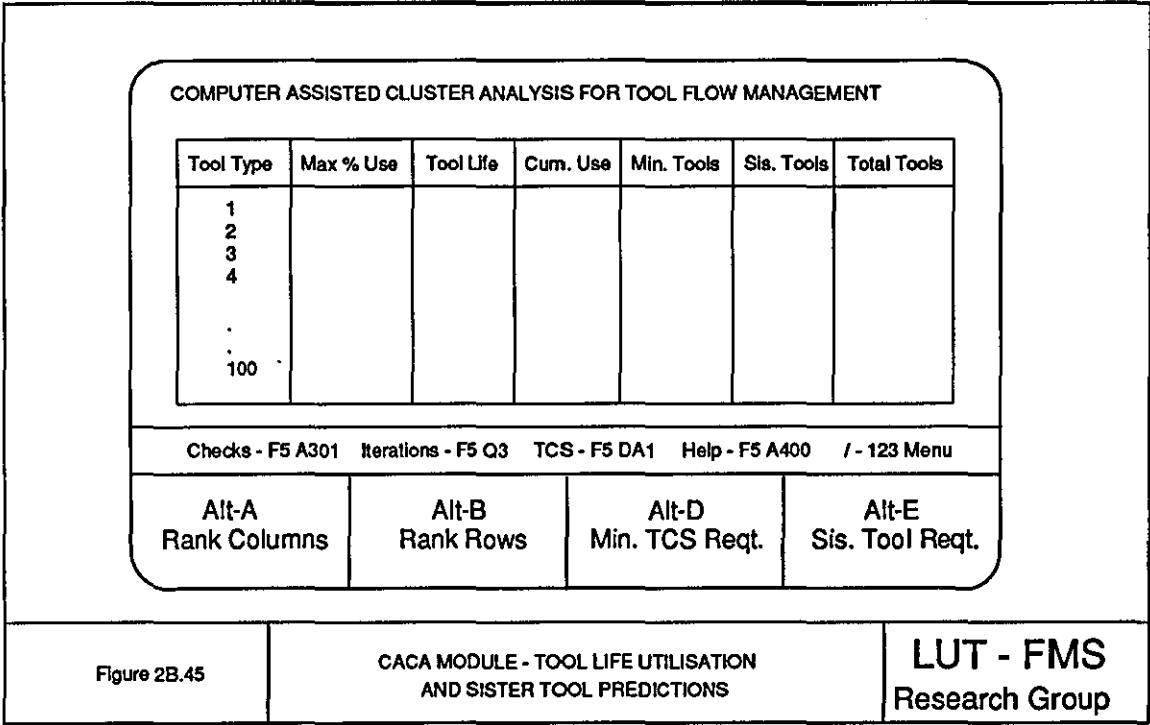 COMPUTER ASSISTED CLUSTER ANALYSIS FOR TOOL FLOW MANAGEMENT
Tool Type Max % Use Tool Life Cum. Use Min. Tools Sis. Tools Total Tools
1
2
3
4
.
.
100
Checks - F5 A301 Iterations - F5 Q3 TCS - F5 DA1 Help - F5 A400 / - 123 Menu
Alt-A Alt-B Alt-D Alt-E
Rank Columns Rank Rows Min. TCS Reqt. Sis. Tool Reqt.
Figure 2B.45
CACA MODULE - TOOL LIFE UTILISATION
AND SISTER TOOL PREDICTIONS
LUT - FMS
Research Group